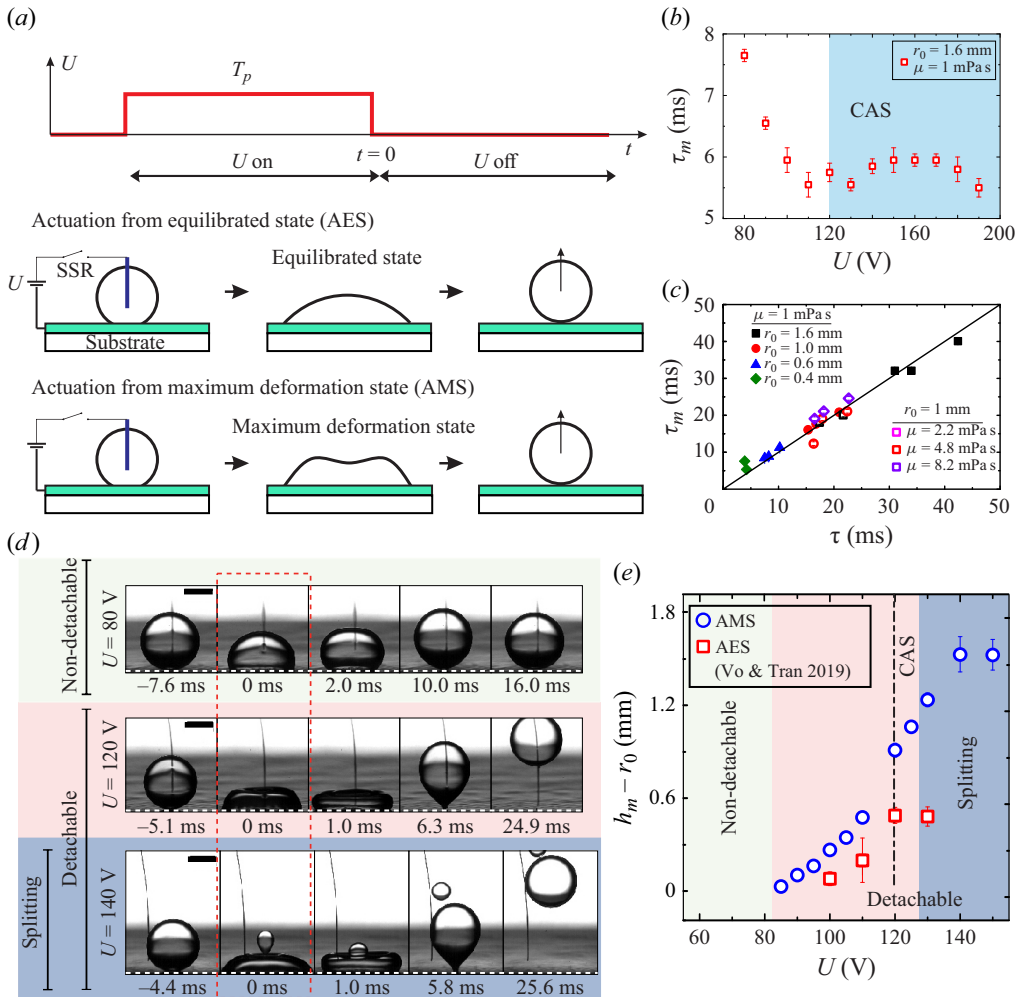 (a)
U
T_p
t = 0
t
U on
U off
Actuation from equilibrated state (AES)
U
SSR
Equilibrated state
Substrate
Actuation from maximum deformation state (AMS)
Maximum deformation state
(b)
r_0 = 1.6 mm
μ = 1 mPa s
CAS
τ_m (ms)
8
7
6
5
80
120
160
200
U (V)
(c)
μ = 1 mPa s
r_0 = 1.6 mm
r_0 = 1.0 mm
r_0 = 0.6 mm
r_0 = 0.4 mm
r_0 = 1 mm
μ = 2.2 mPa s
μ = 4.8 mPa s
μ = 8.2 mPa s
τ_m (ms)
50
40
30
20
10
0
10
20
30
40
50
τ (ms)
(d)
Non-detachable
U = 80 V
–7.6 ms
0 ms
2.0 ms
10.0 ms
16.0 ms
Detachable
U = 120 V
–5.1 ms
0 ms
1.0 ms
6.3 ms
24.9 ms
Splitting
U = 140 V
–4.4 ms
0 ms
1.0 ms
5.8 ms
25.6 ms
(e)
AMS
AES
(Vo & Tran 2019)
CAS
Non-detachable
Splitting
Detachable
h_m – r_0 (mm)
1.8
1.2
0.6
0
60
80
100
120
140
U (V)